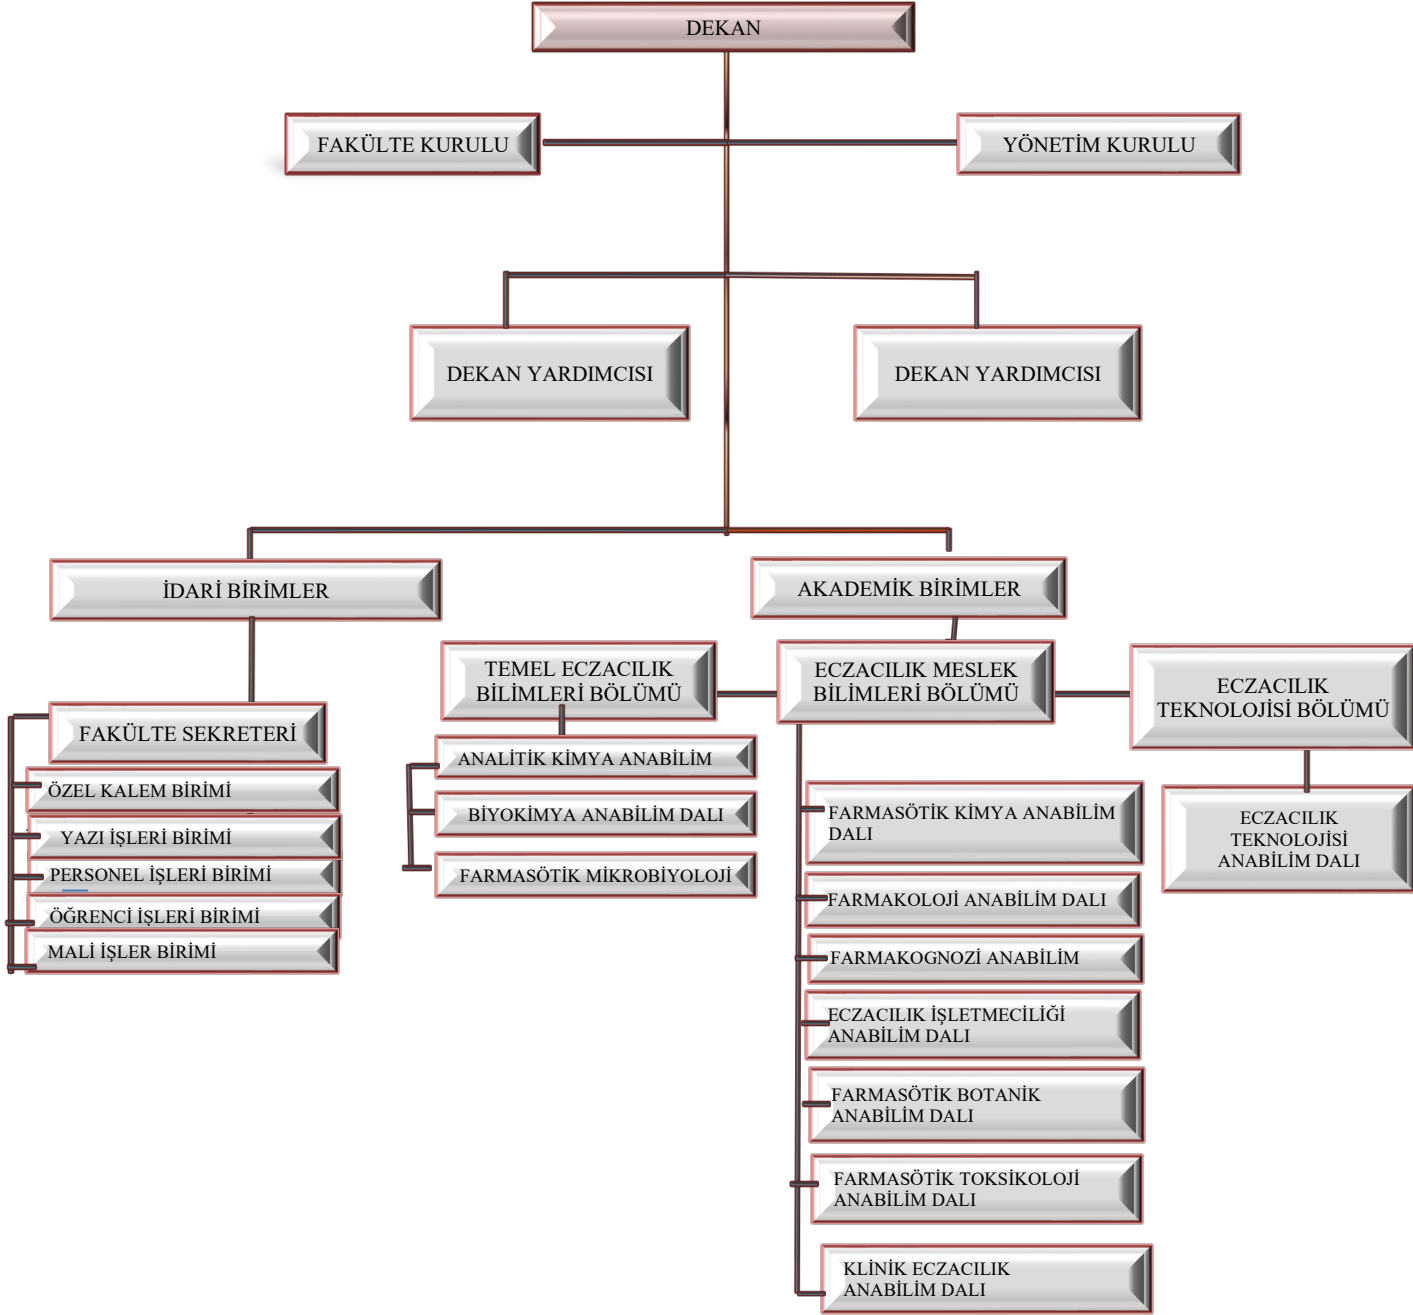 DEKAN
FAKÜLTE KURULU
YÖNETİM KURULU
DEKAN YARDIMCISI
DEKAN YARDIMCISI
İDARİ BİRİMLER
AKADEMİK BİRİMLER
FAKÜLTE SEKRETERİ
ÖZEL KALEM BİRİMİ
YAZI İŞLERİ BİRİMİ
PERSONEL İŞLERİ BİRİMİ
ÖĞRENCİ İŞLERİ BİRİMİ
MALİ İŞLER BİRİMİ
TEMEL ECZACILIK
BİLİMLERİ BÖLÜMÜ
ANALİTİK KİMYA ANABİLİM
BİYOKİMYA ANABİLİM DALI
FARMASÖTİK MİKROBİYOLOJİ
ECZACILIK MESLEK
BİLİMLERİ BÖLÜMÜ
FARMASÖTİK KİMYA ANABİLİM
DALI
FARMAKOLOJİ ANABİLİM DALI
FARMAKOGNOZİ ANABİLİM
ECZACILIK İŞLETMECİLİĞİ
ANABİLİM DALI
FARMASÖTİK BOTANİK
ANABİLİM DALI
FARMASÖTİK TOKSİKOLOJİ
ANABİLİM DALI
KLİNİK ECZACILIK
ANABİLİM DALI
ECZACILIK
TEKNOLOJİSİ BÖLÜMÜ
ECZACILIK
TEKNOLOJİSİ
ANABİLİM DALI